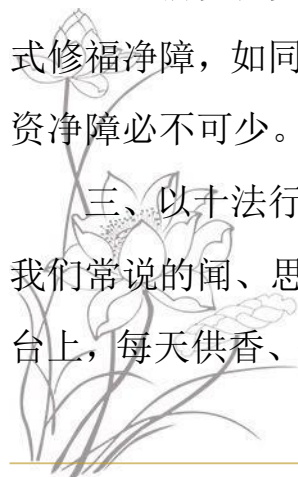 式修福净障，如同
资净障必不可少。
三、以十法行
我们常说的闻、思
台上，每天供香、